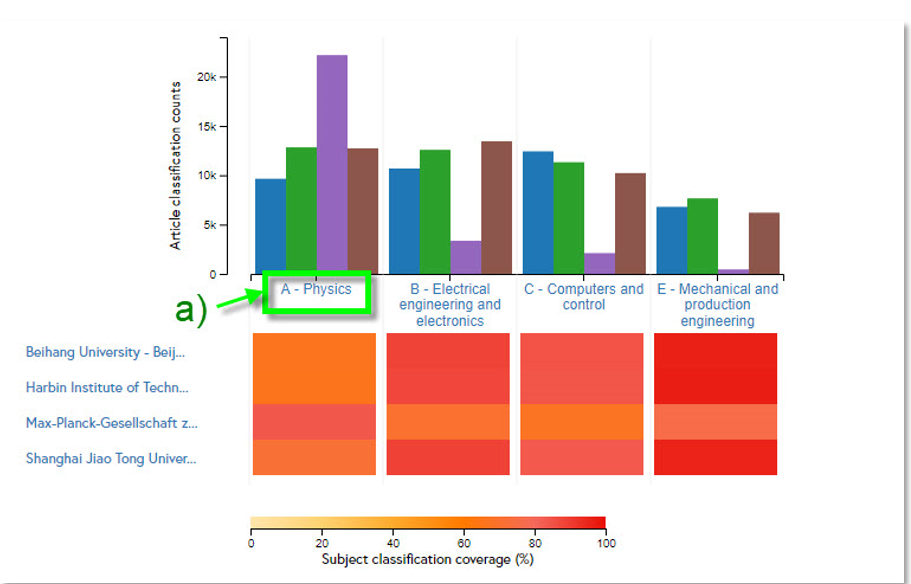 Article classification counts
20k
15k
10k
5k
0
a)
A - Physics
B - Electrical
engineering and
electronics
C - Computers and
control
E - Mechanical and
production
engineering
Beihang University - Beij...
Harbin Institute of Techn...
Max-Planck-Gesellschaft z...
Shanghai Jiao Tong Univer...
0 20 40 60 80 100
Subject classification coverage (%)